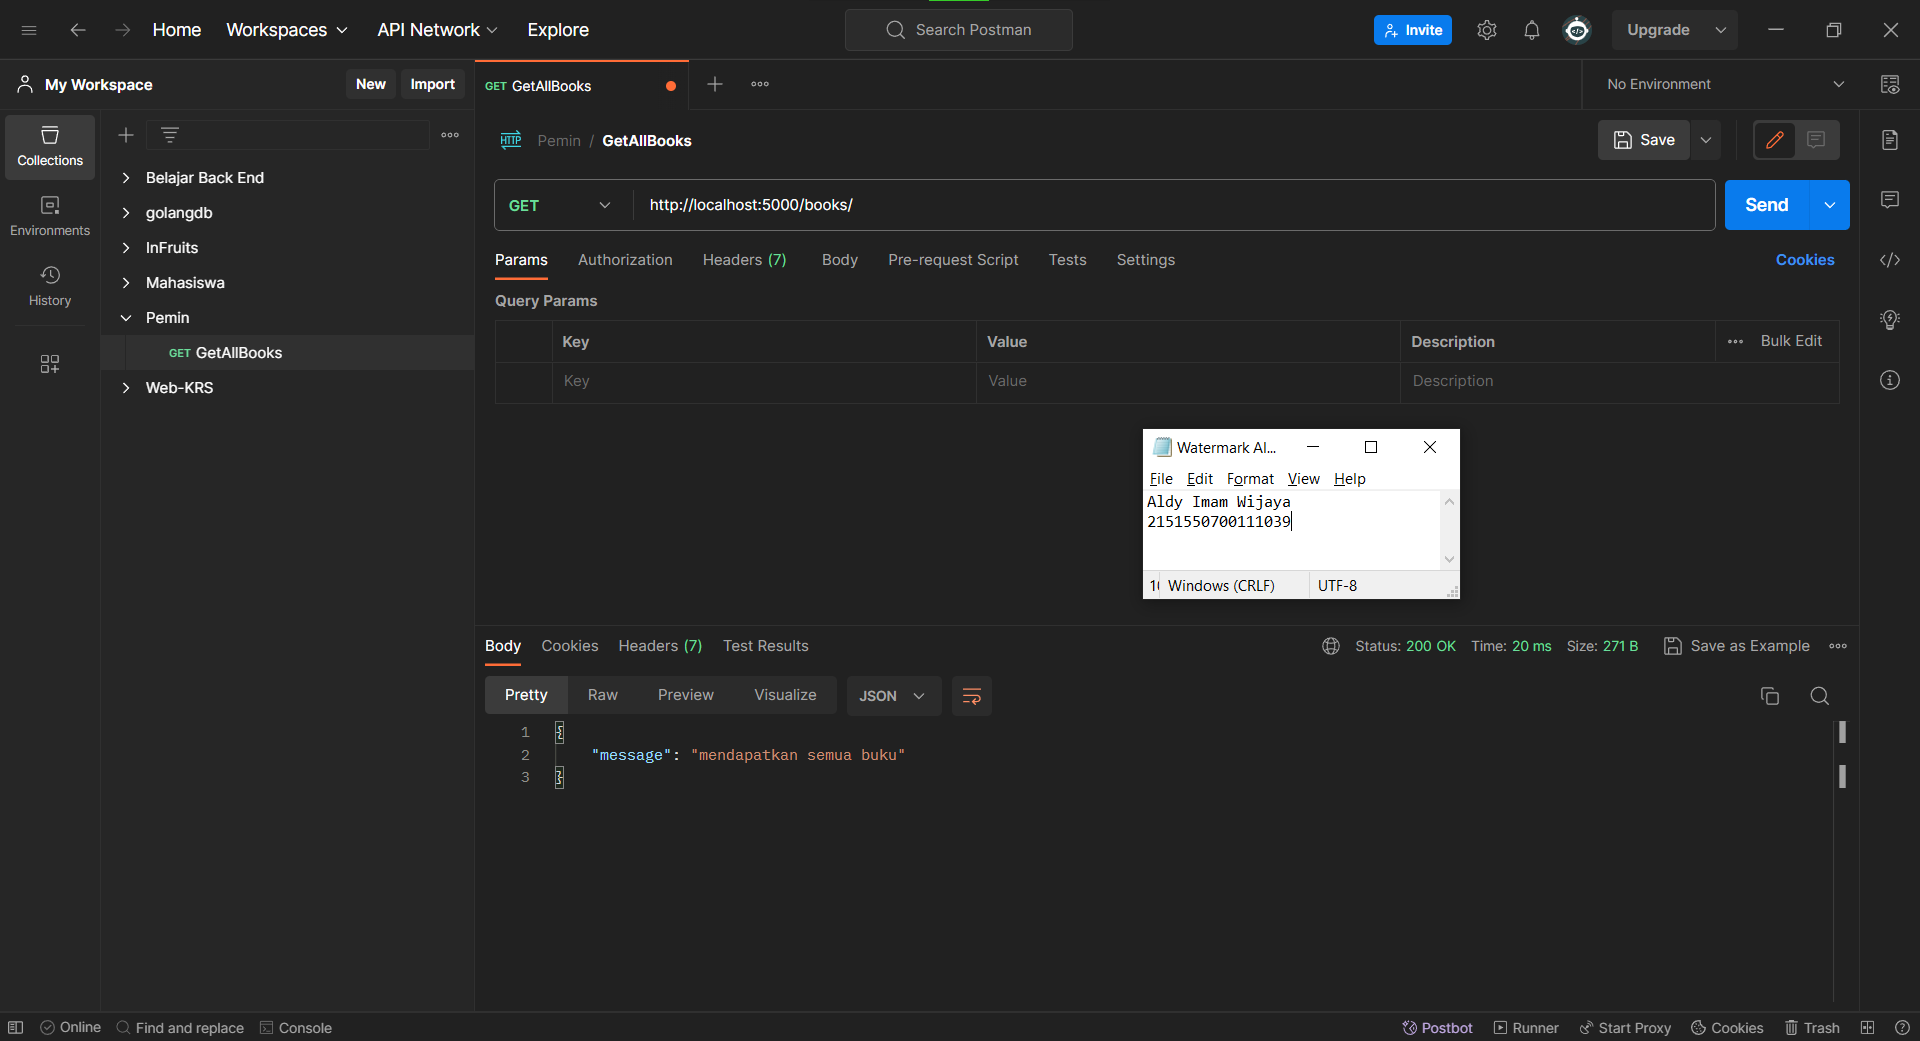 Home Workspaces API Network Explore Search Postman Invite Upgrade
My Workspace New Import GET GetAllBooks No Environment
Collections
Environments
History
Belajar Back End
golangdb
InFruits
Mahasiswa
Pemin
GET GetAllBooks
Web-KRS
HTTP Pemin / GetAllBooks Save
GET http://localhost:5000/books/ Send
Params Authorization Headers (7) Body Pre-request Script Tests Settings Cookies
Query Params
Key Value Description Bulk Edit
Key Value Description
Watermark Al...
File Edit Format View Help
Aldy Imam Wijaya
2151550700111039
Windows (CRLF) UTF-8
Body Cookies Headers (7) Test Results Status: 200 OK Time: 20 ms Size: 271 B Save as Example
Pretty Raw Preview Visualize JSON
1 {
2 "message": "mendapatkan semua buku"
3 }
Online Find and replace Console Postbot Runner Start Proxy Cookies Trash